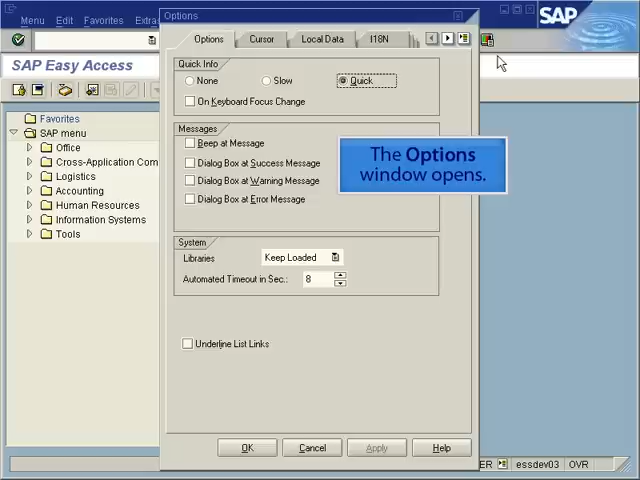 Options
Menu Edit Favorites Extra
SAP
Options Cursor Local Data I18N
SAP Easy Access
Quick Info
None Slow Quick
On Keyboard Focus Change
Messages
Beep at Message
Dialog Box at Success Message
Dialog Box at Warning Message
Dialog Box at Error Message
The Options
window opens.
Favorites
SAP menu
Office
Cross-Application Com
Logistics
Accounting
Human Resources
Information Systems
Tools
System
Libraries Keep Loaded
Automated Timeout in Sec.: 8
Underline List Links
OK Cancel Apply Help
ER essdev03 OVR